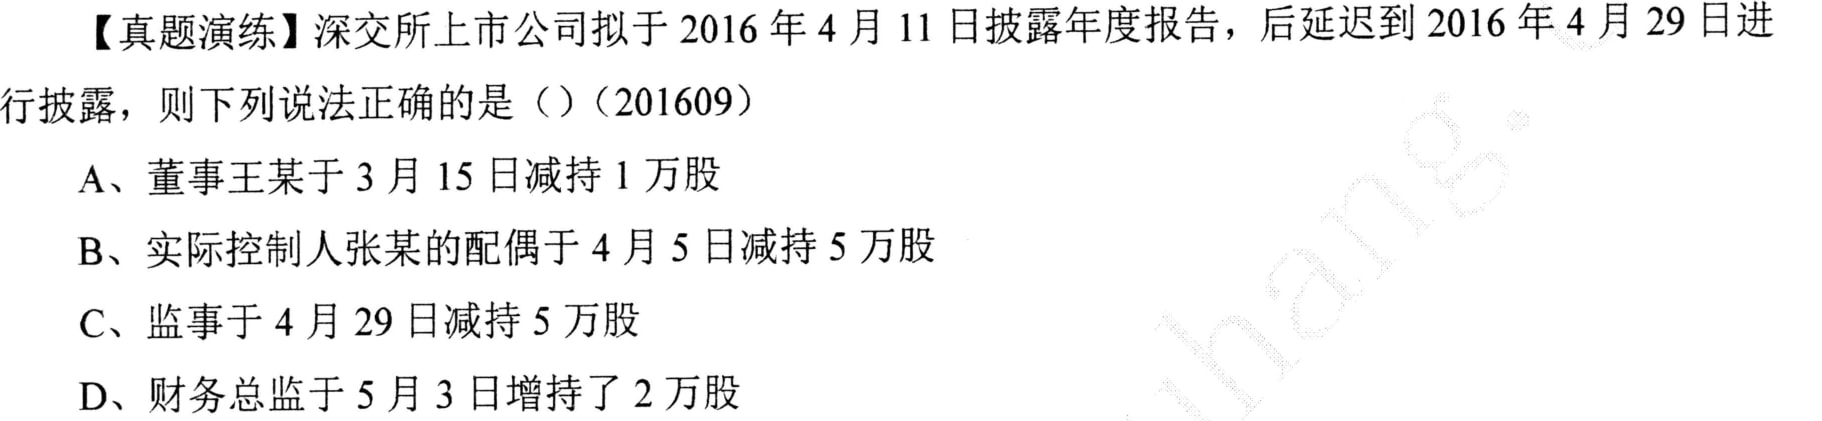 【真题演练】深交所上市公司拟于 2016 年 4 月 11 日披露年度报告，后延迟到 2016 年 4 月 29 日进
行披露，则下列说法正确的是（）（201609）
A、董事王某于 3 月 15 日减持 1 万股
B、实际控制人张某的配偶于 4 月 5 日减持 5 万股
C、监事于 4 月 29 日减持 5 万股
D、财务总监于 5 月 3 日增持了 2 万股